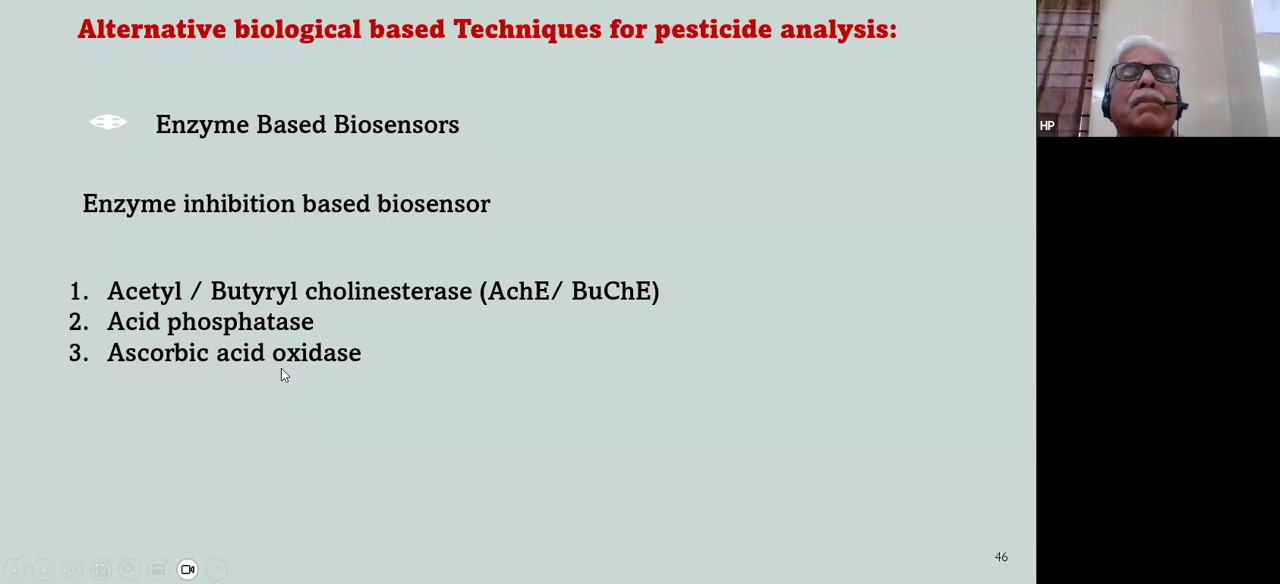 Alternative biological based Techniques for pesticide analysis:
Enzyme Based Biosensors
Enzyme inhibition based biosensor
1. Acetyl / Butyryl cholinesterase (AchE/ BuChE)
2. Acid phosphatase
3. Ascorbic acid oxidase
46
HP